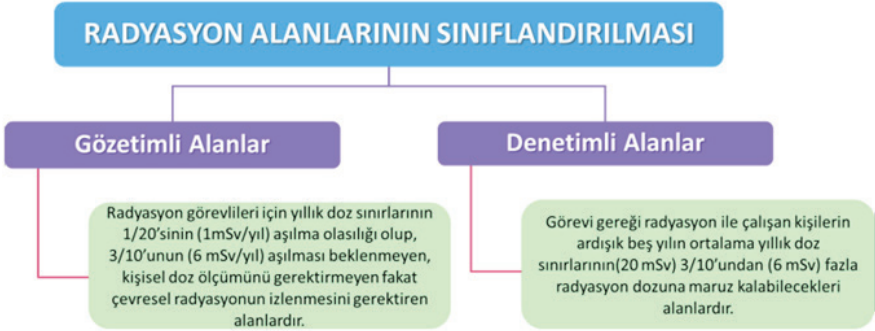 RADYASYON ALANLARININ SINIFLANDIRILMASI
Gözetimli Alanlar
Radyasyon görevlileri için yıllık doz sınırlarının
1/20'sinin (1mSv/yıl) aşılma olasılığı olup,
3/10'unun (6 mSv/yıl) aşılması beklenmeyen,
kişisel doz ölçümünü gerektirmeyen fakat
çevresel radyasyonun izlenmesini gerektiren
alanlardır.
Denetimli Alanlar
Görevi gereği radyasyon ile çalışan kişilerin
ardışık beş yılın ortalama yıllık doz
sınırlarının(20 mSv) 3/10'undan (6 mSv) fazla
radyasyon dozuna maruz kalabilecekleri
alanlardır.